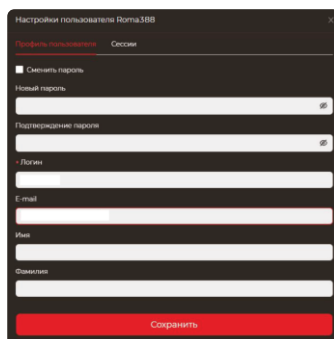 Настройки пользователя Roma388
Профиль пользователя Сессии
Сменить пароль
Новый пароль
Подтверждение пароля
• Логин
E-mail
Имя
Фамилия
Сохранить